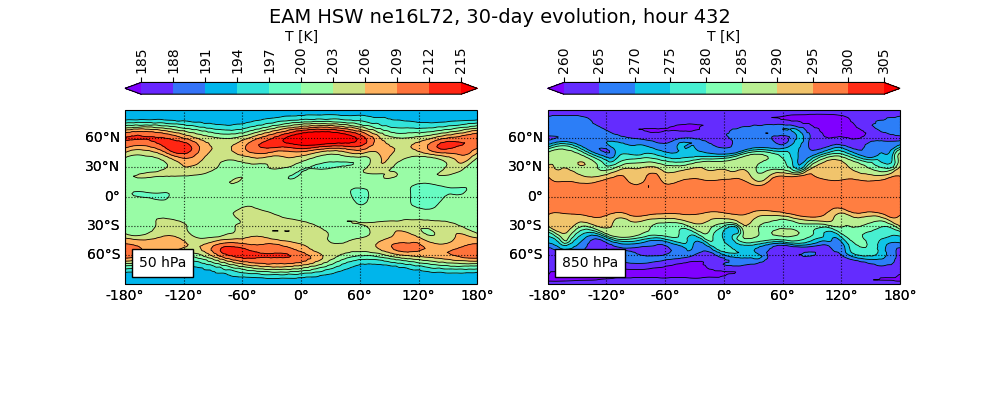 EAM HSW ne16L72, 30-day evolution, hour 432
T [K]
185 188 191 194 197 200 203 206 209 212 215
60°N
30°N
0°
30°S
60°S
50 hPa
-180° -120° -60° 0° 60° 120° 180°
T [K]
260 265 270 275 280 285 290 295 300 305
60°N
30°N
0°
30°S
60°S
850 hPa
-180° -120° -60° 0° 60° 120° 180°